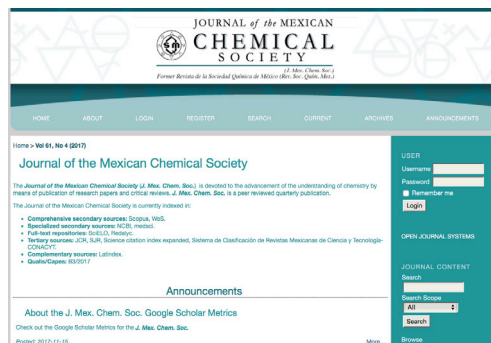 JOURNAL of the MEXICAN
CHEMICAL
SOCIETY
(J. Mex. Chem. Soc.)
Former Revista de la Sociedad Química de México (Rev. Soc. Quím. Mex.)
HOME ABOUT LOGIN REGISTER SEARCH CURRENT ARCHIVES ANNOUNCEMENTS
Home > Vol 61, No 4 (2017)
Journal of the Mexican Chemical Society
The Journal of the Mexican Chemical Society (J. Mex. Chem. Soc.) is devoted to the advancement of the understanding of chemistry by
means of publication of research papers and critical reviews. J. Mex. Chem. Soc. is a peer reviewed quarterly publication.
The Journal of the Mexican Chemical Society is currently indexed in:
Comprehensive secondary sources: Scopus, WoS.
Specialized secondary sources: NCBI, medsci.
Full-text repositories: SciELO, Redalyc.
Tertiary sources: JCR, SJR, Science citation index expanded, Sistema de Clasificación de Revistas Mexicanas de Ciencia y Tecnología-
CONACYT.
Complementary sources: Latindex.
Qualis/Capes: B3/2017
Announcements
About the J. Mex. Chem. Soc. Google Scholar Metrics
Check out the Google Scholar Metrics for the J. Mex. Chem. Soc.
Posted: 2017-11-15
More...
USER
Username
Password
Remember me
Login
OPEN JOURNAL SYSTEMS
JOURNAL CONTENT
Search
Search Scope
All
Search
Browse